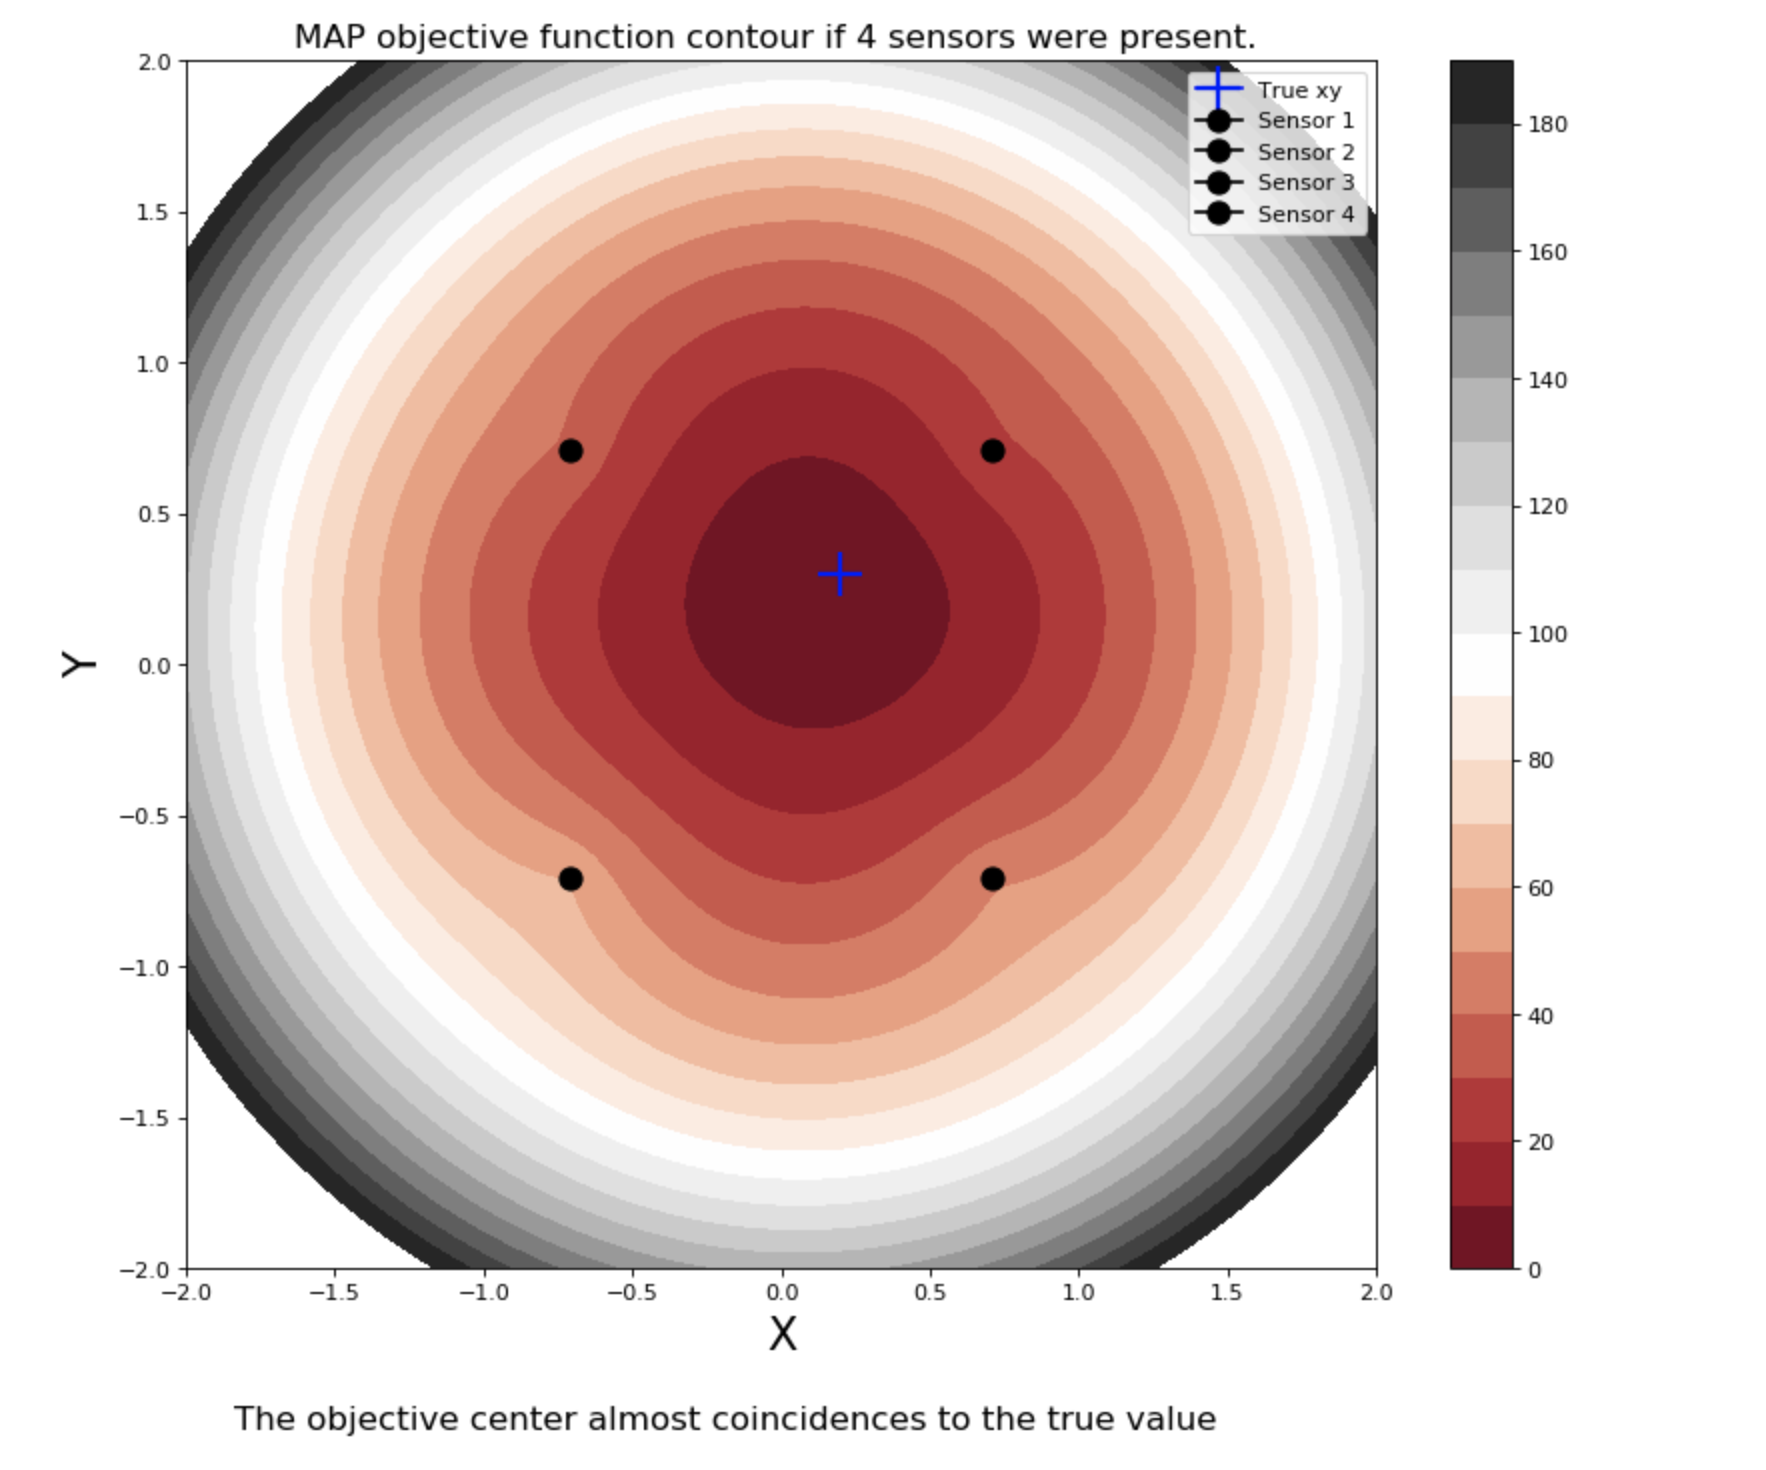 MAP objective function contour if 4 sensors were present.
True xy
Sensor 1
Sensor 2
Sensor 3
Sensor 4
2.0
1.5
1.0
0.5
0.0
−0.5
−1.0
−1.5
−2.0
Y
−2.0 −1.5 −1.0 −0.5 0.0 0.5 1.0 1.5 2.0
X
180
160
140
120
100
80
60
40
20
0
The objective center almost coincidences to the true value